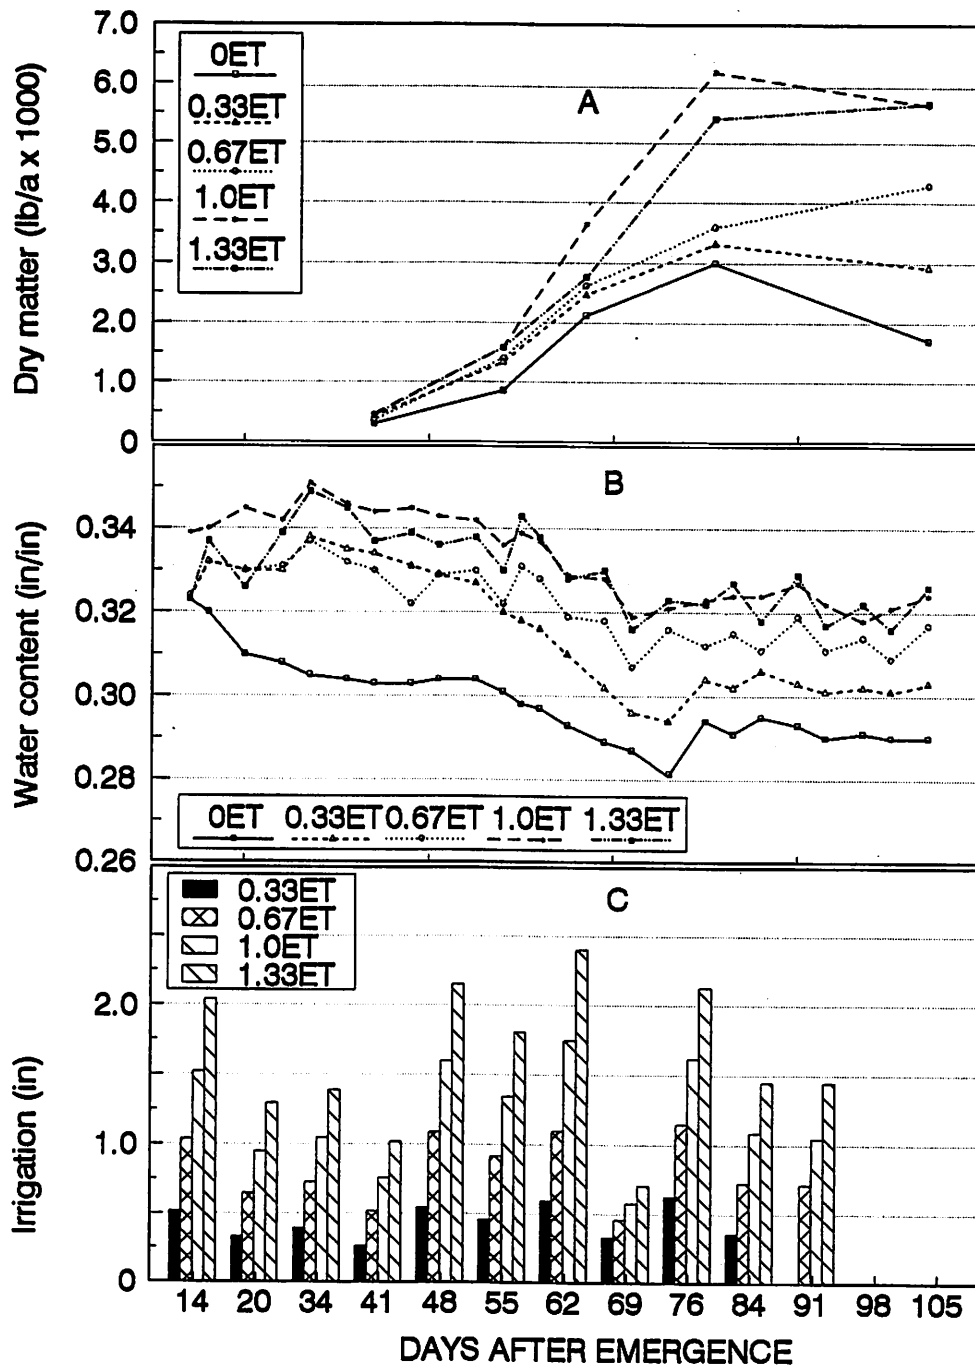 7.0
6.0
5.0
4.0
3.0
2.0
1.0
0
Dry matter (lb/a x 1000)
0ET
0.33ET
0.67ET
1.0ET
1.33ET
A
0.34
0.32
0.30
0.28
0.26
Water content (in/in)
B
0ET 0.33ET 0.67ET 1.0ET 1.33ET
2.0
1.0
0
Irrigation (in)
0.33ET
0.67ET
1.0ET
1.33ET
C
14 20 34 41 48 55 62 69 76 84 91 98 105
DAYS AFTER EMERGENCE